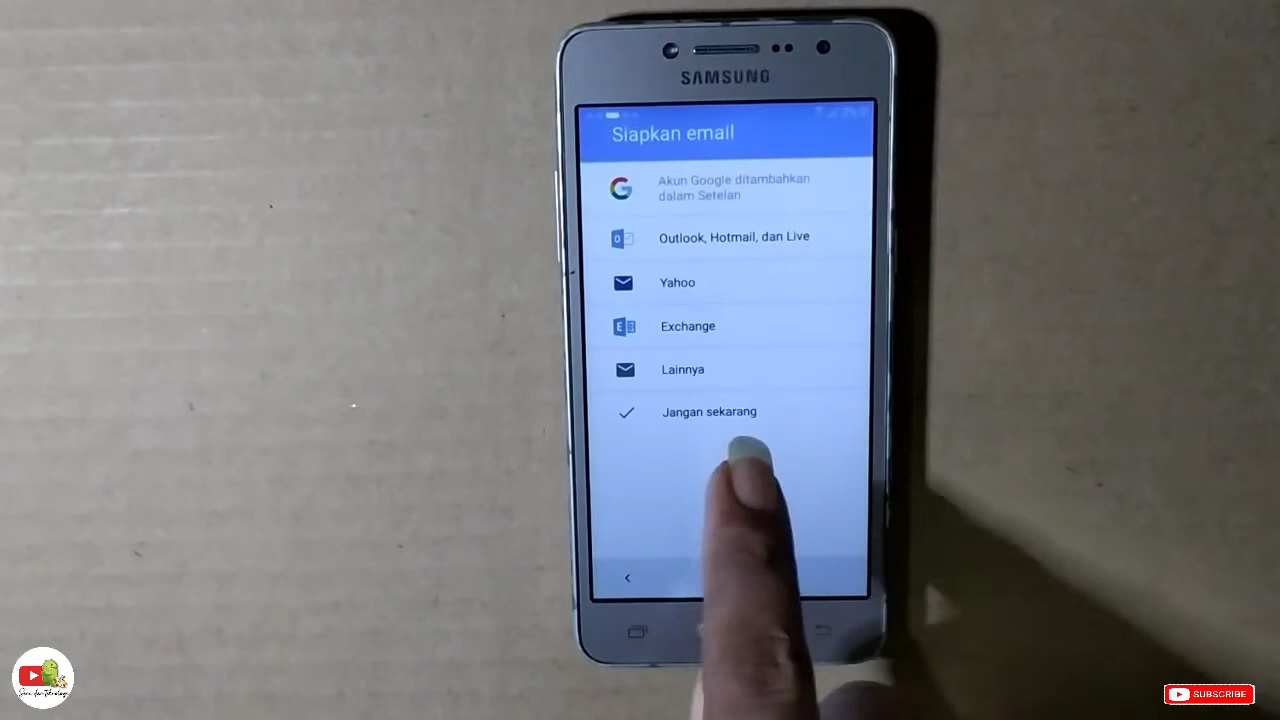 SAMSUNG
Siapkan email
Akun Google ditambahkan
dalam Setelan
Outlook, Hotmail, dan Live
Yahoo
Exchange
Lainnya
Jangan sekarang
SUBSCRIBE